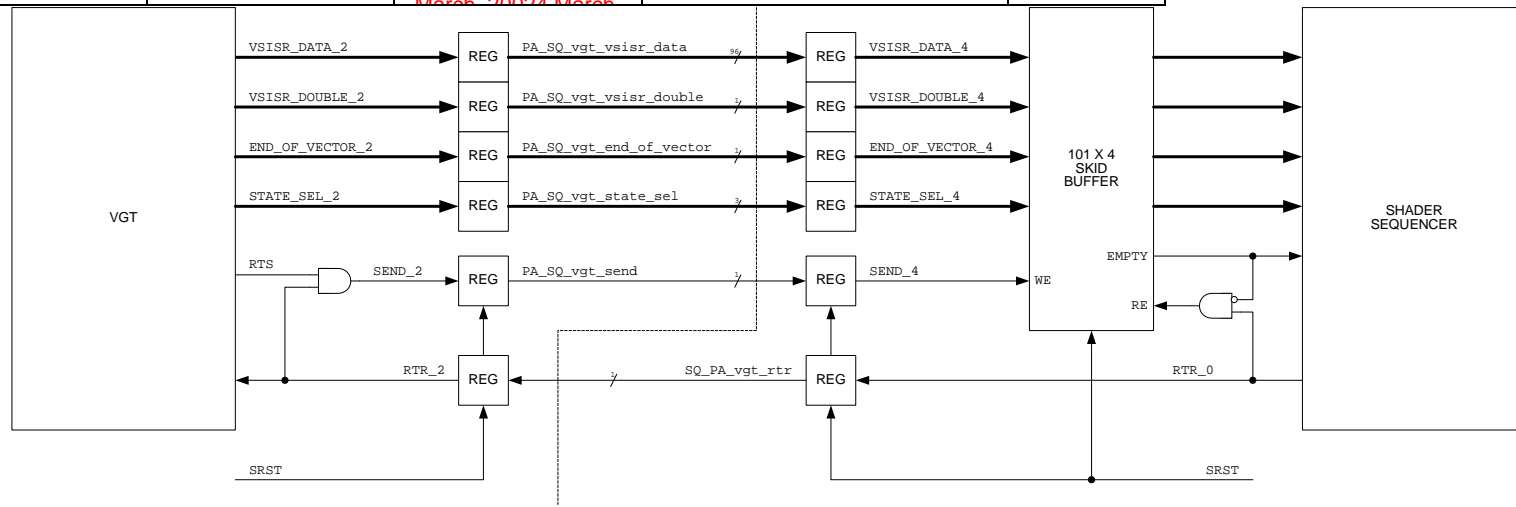 VSISR_DATA_2 REG PA_SQ_vgt_vsisr_data 96 REG VSISR_DATA_4
VSISR_DOUBLE_2 REG PA_SQ_vgt_vsisr_double 1 REG VSISR_DOUBLE_4
END_OF_VECTOR_2 REG PA_SQ_vgt_end_of_vector 1 REG END_OF_VECTOR_4
101 X 4
SKID
BUFFER
STATE_SEL_2 REG PA_SQ_vgt_state_sel 3 REG STATE_SEL_4
VGT
SHADER
SEQUENCER
RTS SEND_2 REG PA_SQ_vgt_send 1 REG SEND_4 WE
EMPTY
RE
RTR_2 REG 1 SQ_PA_vgt_rtr REG RTR_0
SRST SRST